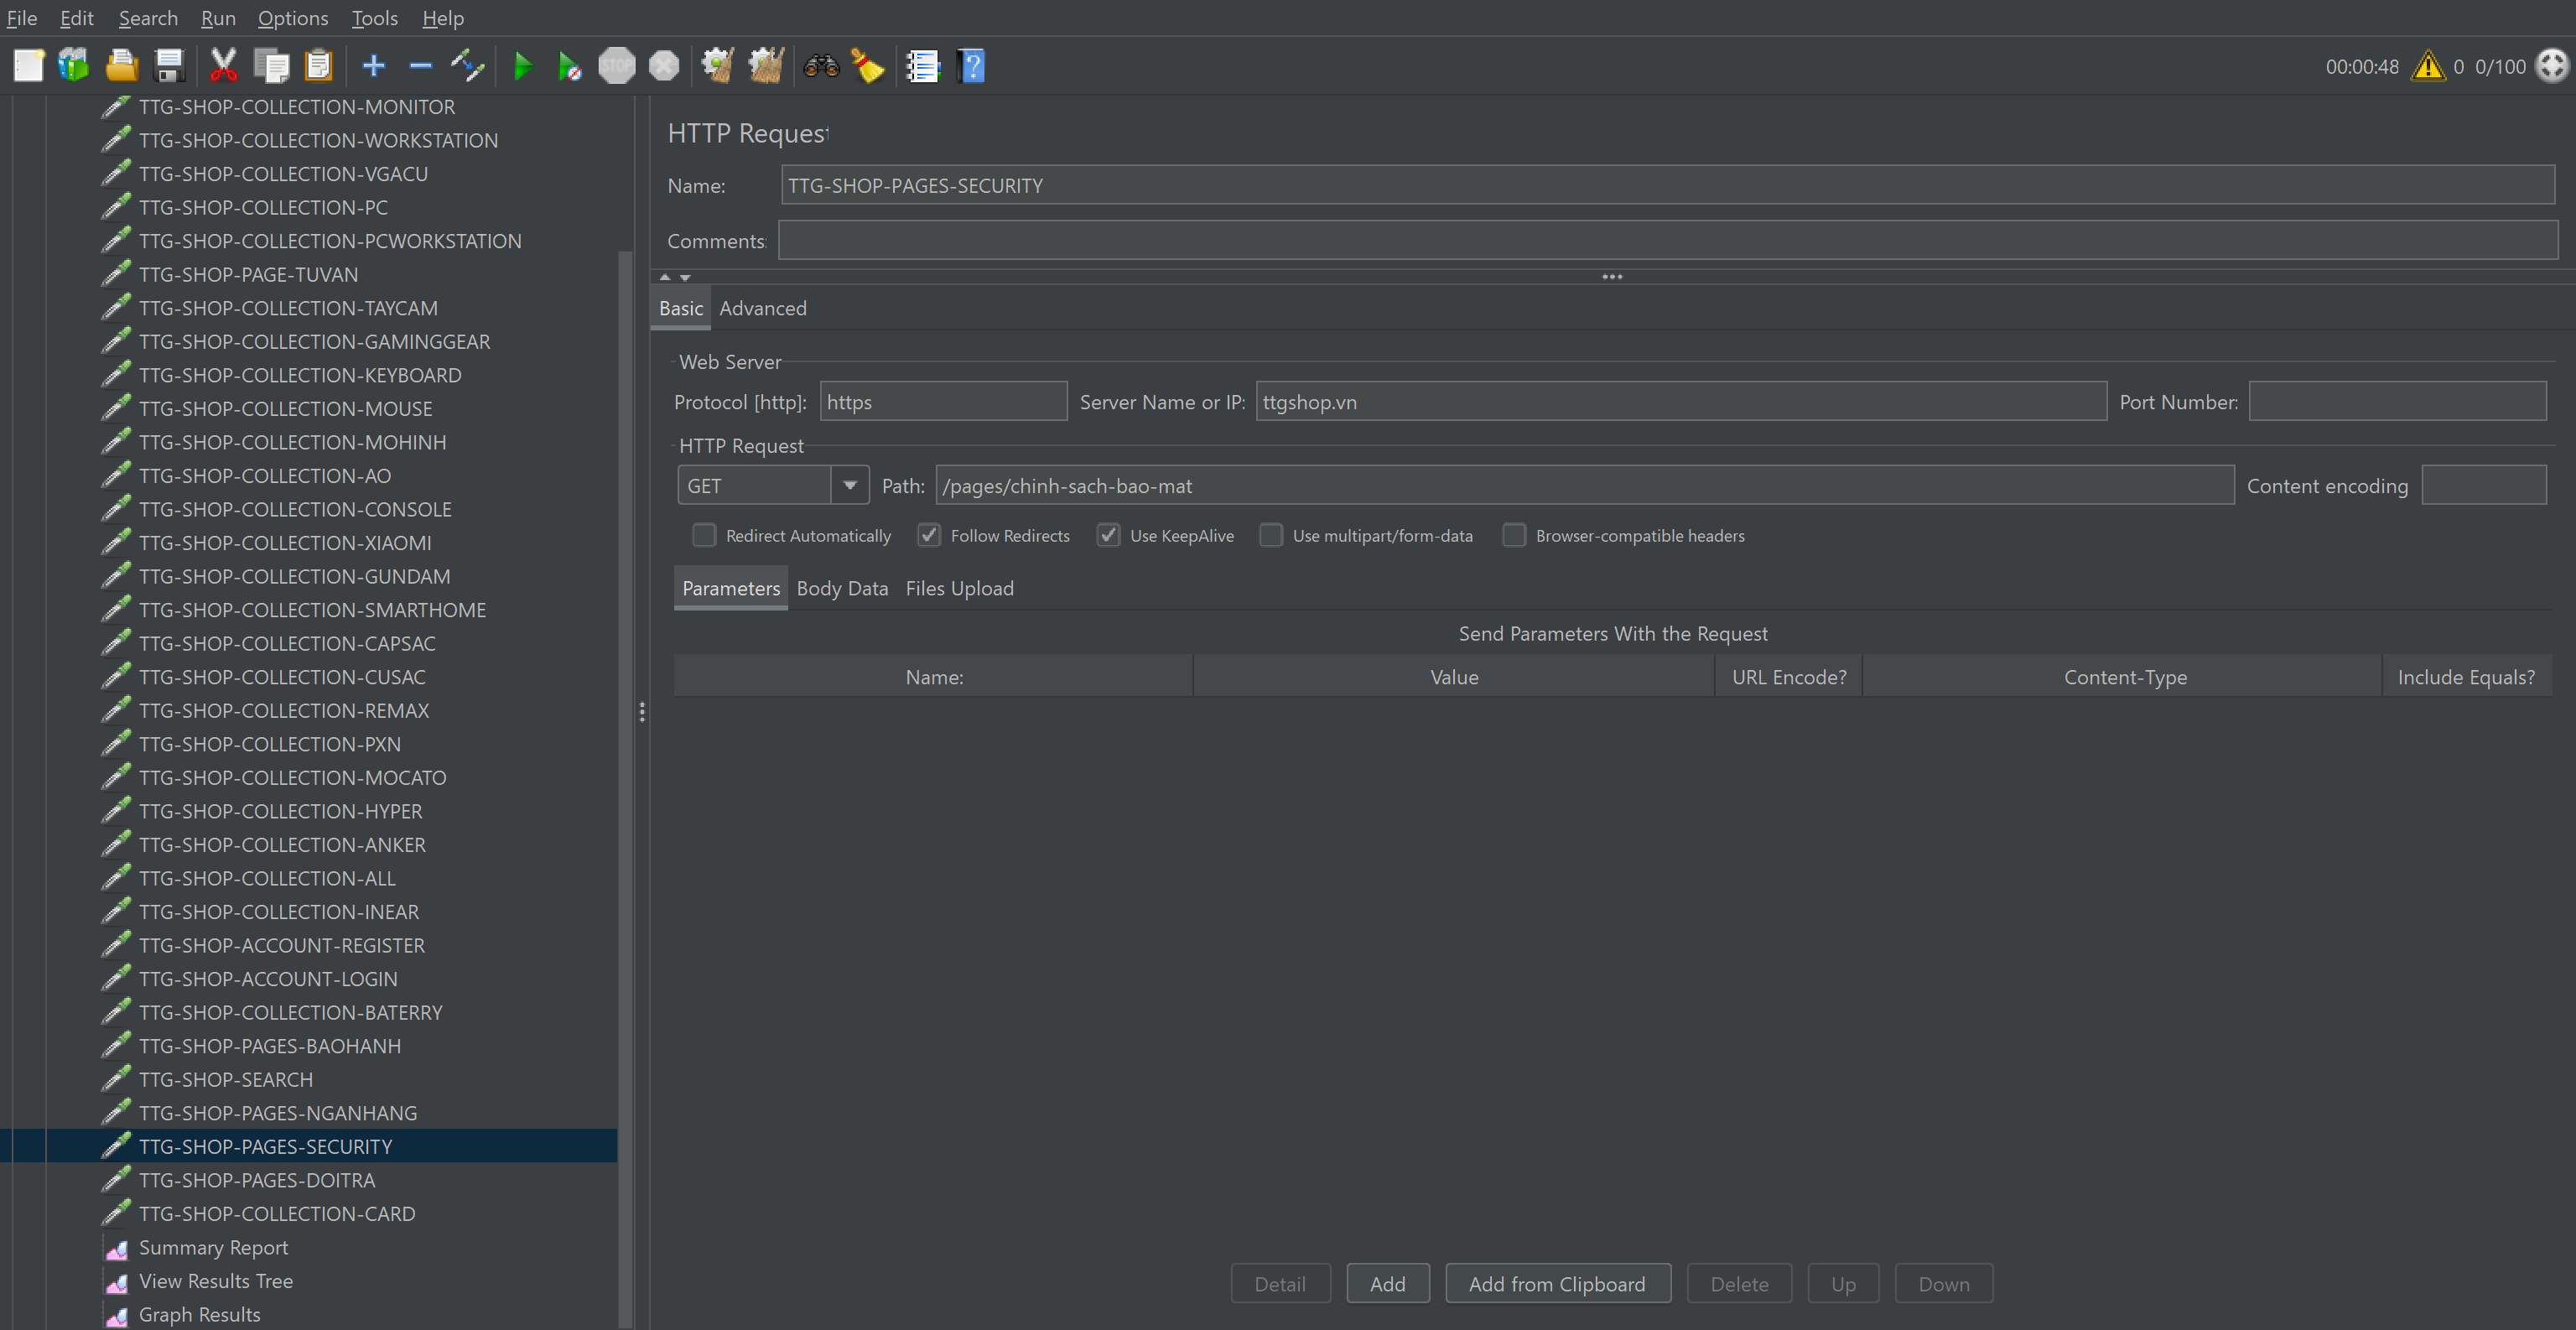 File Edit Search Run Options Tools Help
STOP
00:00:48 0 0/100
TTG-SHOP-COLLECTION-MONITOR
TTG-SHOP-COLLECTION-WORKSTATION
TTG-SHOP-COLLECTION-VGACU
TTG-SHOP-COLLECTION-PC
TTG-SHOP-COLLECTION-PCWORKSTATION
TTG-SHOP-PAGE-TUVAN
TTG-SHOP-COLLECTION-TAYCAM
TTG-SHOP-COLLECTION-GAMINGGEAR
TTG-SHOP-COLLECTION-KEYBOARD
TTG-SHOP-COLLECTION-MOUSE
TTG-SHOP-COLLECTION-MOHINH
TTG-SHOP-COLLECTION-AO
TTG-SHOP-COLLECTION-CONSOLE
TTG-SHOP-COLLECTION-XIAOMI
TTG-SHOP-COLLECTION-GUNDAM
TTG-SHOP-COLLECTION-SMARTHOME
TTG-SHOP-COLLECTION-CAPSAC
TTG-SHOP-COLLECTION-CUSAC
TTG-SHOP-COLLECTION-REMAX
TTG-SHOP-COLLECTION-PXN
TTG-SHOP-COLLECTION-MOCATO
TTG-SHOP-COLLECTION-HYPER
TTG-SHOP-COLLECTION-ANKER
TTG-SHOP-COLLECTION-ALL
TTG-SHOP-COLLECTION-INEAR
TTG-SHOP-ACCOUNT-REGISTER
TTG-SHOP-ACCOUNT-LOGIN
TTG-SHOP-COLLECTION-BATERRY
TTG-SHOP-PAGES-BAOHANH
TTG-SHOP-SEARCH
TTG-SHOP-PAGES-NGANHANG
TTG-SHOP-PAGES-SECURITY
TTG-SHOP-PAGES-DOITRA
TTG-SHOP-COLLECTION-CARD
Summary Report
View Results Tree
Graph Results
HTTP Request
Name: TTG-SHOP-PAGES-SECURITY
Comments:
Basic Advanced
Web Server
Protocol [http]: https Server Name or IP: ttgshop.vn Port Number:
HTTP Request
GET Path: /pages/chinh-sach-bao-mat Content encoding
Redirect Automatically Follow Redirects Use KeepAlive Use multipart/form-data Browser-compatible headers
Parameters Body Data Files Upload
Send Parameters With the Request
Name: Value URL Encode? Content-Type Include Equals?
Detail Add Add from Clipboard Delete Up Down